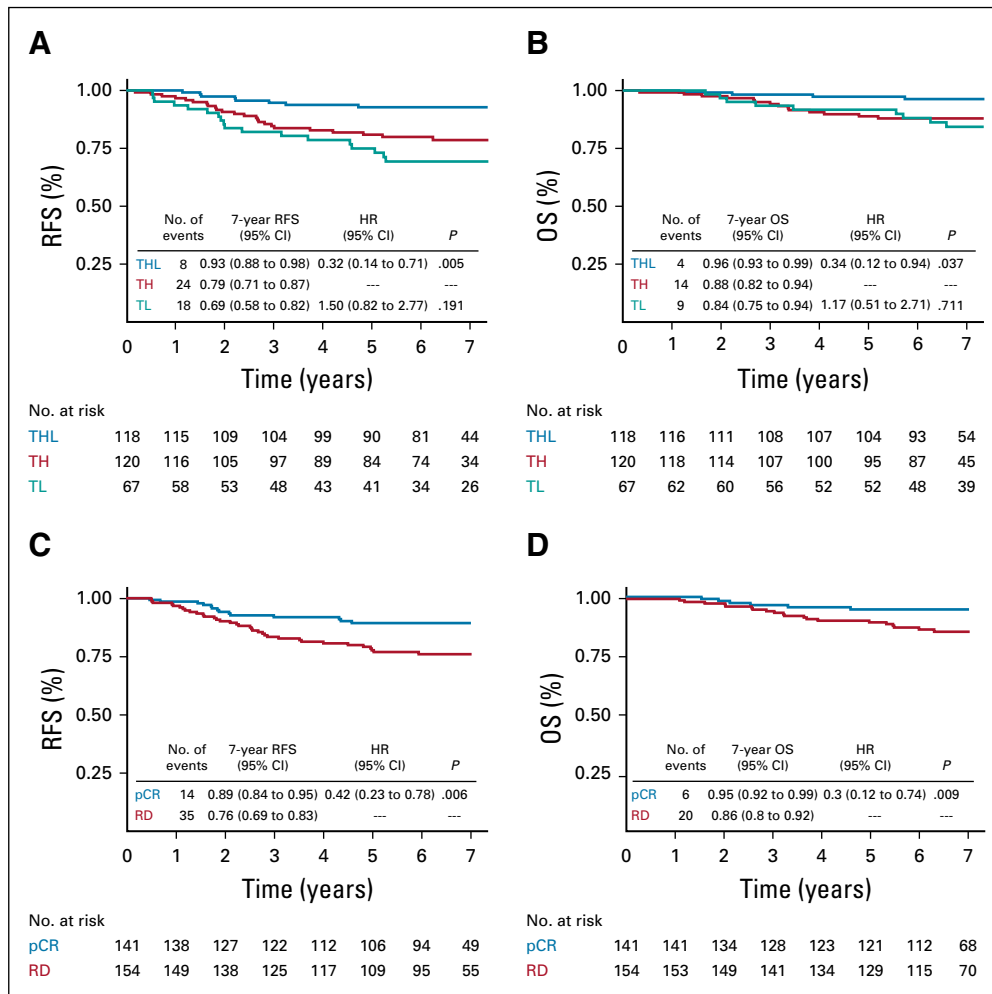 A
RFS (%)
1.00
0.75
0.50
0.25
No. of events 7-year RFS (95% CI) HR (95% CI) P
THL 8 0.93 (0.88 to 0.98) 0.32 (0.14 to 0.71) .005
TH 24 0.79 (0.71 to 0.87) --- ---
TL 18 0.69 (0.58 to 0.82) 1.50 (0.82 to 2.77) .191
0 1 2 3 4 5 6 7
Time (years)
No. at risk
THL 118 115 109 104 99 90 81 44
TH 120 116 105 97 89 84 74 34
TL 67 58 53 48 43 41 34 26
B
OS (%)
1.00
0.75
0.50
0.25
No. of events 7-year OS (95% CI) HR (95% CI) P
THL 4 0.96 (0.93 to 0.99) 0.34 (0.12 to 0.94) .037
TH 14 0.88 (0.82 to 0.94) --- ---
TL 9 0.84 (0.75 to 0.94) 1.17 (0.51 to 2.71) .711
0 1 2 3 4 5 6 7
Time (years)
No. at risk
THL 118 116 111 108 107 104 93 54
TH 120 118 114 107 100 95 87 45
TL 67 62 60 56 52 52 48 39
C
RFS (%)
1.00
0.75
0.50
0.25
No. of events 7-year RFS (95% CI) HR (95% CI) P
pCR 14 0.89 (0.84 to 0.95) 0.42 (0.23 to 0.78) .006
RD 35 0.76 (0.69 to 0.83) --- ---
0 1 2 3 4 5 6 7
Time (years)
No. at risk
pCR 141 138 127 122 112 106 94 49
RD 154 149 138 125 117 109 95 55
D
OS (%)
1.00
0.75
0.50
0.25
No. of events 7-year OS (95% CI) HR (95% CI) P
pCR 6 0.95 (0.92 to 0.99) 0.3 (0.12 to 0.74) .009
RD 20 0.86 (0.8 to 0.92) --- ---
0 1 2 3 4 5 6 7
Time (years)
No. at risk
pCR 141 141 134 128 123 121 112 68
RD 154 153 149 141 134 129 115 70